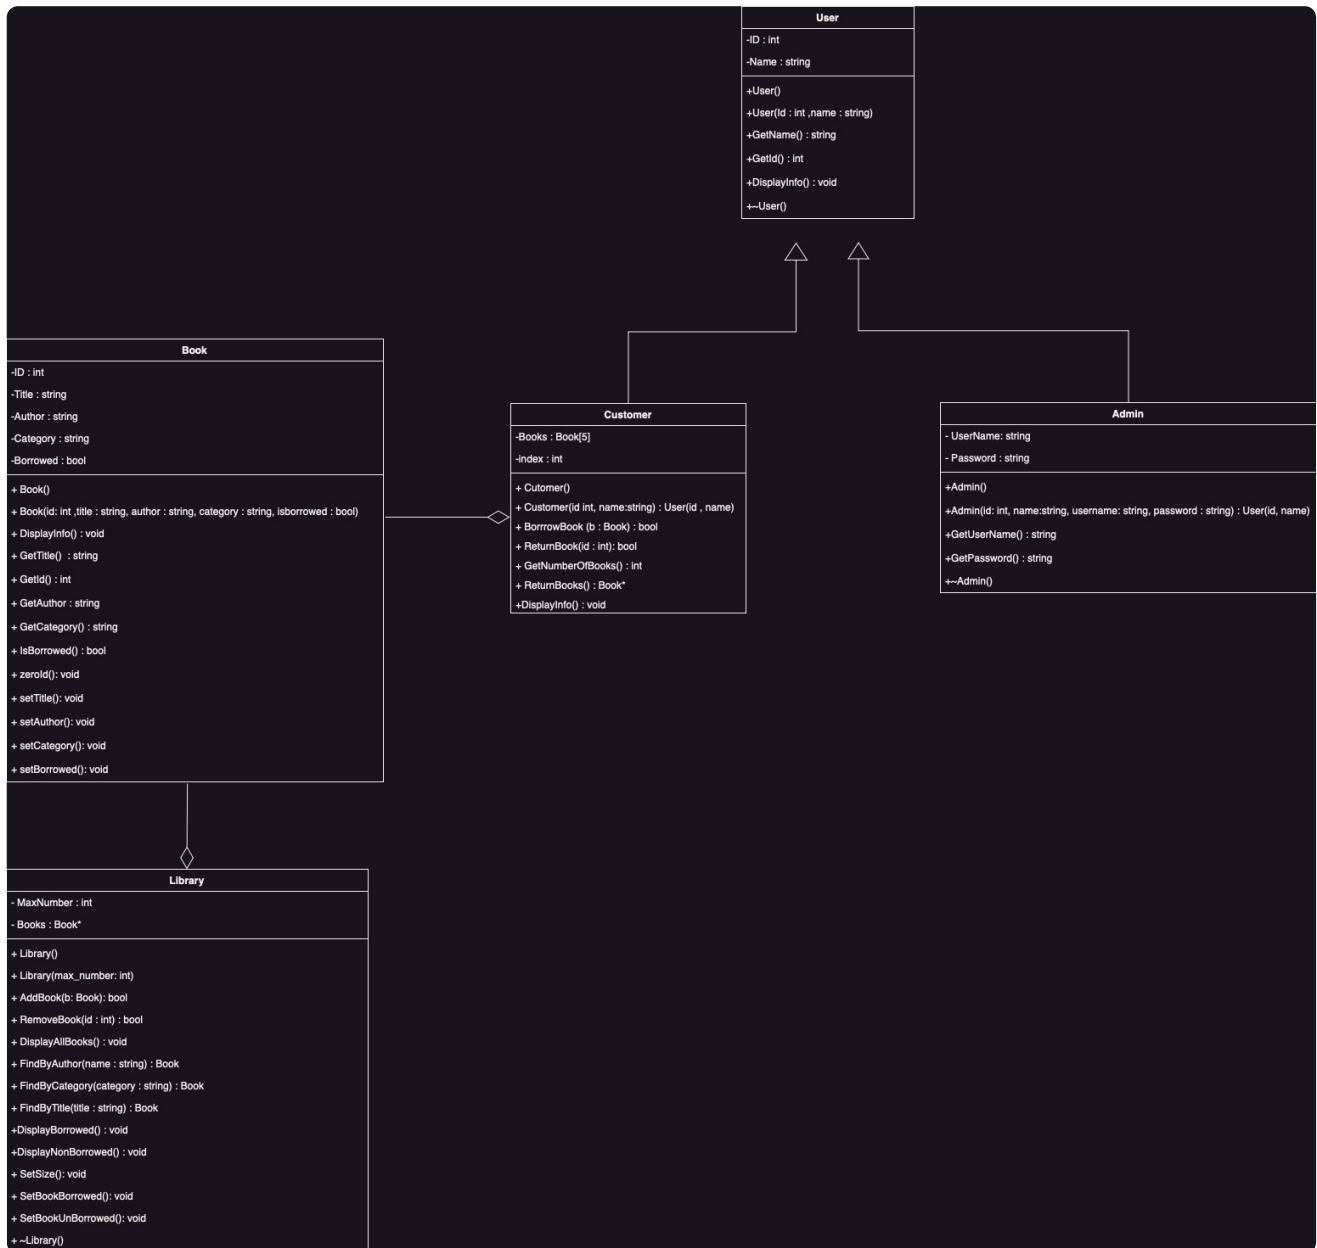 User
-ID : int
-Name : string
+User()
+User(Id : int ,name : string)
+GetName() : string
+GetId() : int
+DisplayInfo() : void
+~User()
Book
-ID : int
-Title : string
-Author : string
-Category : string
-Borrowed : bool
+ Book()
+ Book(id: int ,title : string, author : string, category : string, isborrowed : bool)
+ DisplayInfo() : void
+ GetTitle() : string
+ GetId() : int
+ GetAuthor : string
+ GetCategory() : string
+ IsBorrowed() : bool
+ zeroId(): void
+ setTitle(): void
+ setAuthor(): void
+ setCategory(): void
+ setBorrowed(): void
Customer
-Books : Book[5]
-index : int
+ Cutomer()
+ Customer(id int, name:string) : User(id , name)
+ BorrrowBook (b : Book) : bool
+ ReturnBook(id : int): bool
+ GetNumberOfBooks() : int
+ ReturnBooks() : Book*
+DisplayInfo() : void
Admin
- UserName: string
- Password : string
+Admin()
+Admin(id: int, name:string, username: string, password : string) : User(id, name)
+GetUserName() : string
+GetPassword() : string
+~Admin()
Library
- MaxNumber : int
- Books : Book*
+ Library()
+ Library(max_number: int)
+ AddBook(b: Book): bool
+ RemoveBook(id : int) : bool
+ DisplayAllBooks() : void
+ FindByAuthor(name : string) : Book
+ FindByCategory(category : string) : Book
+ FindByTitle(title : string) : Book
+DisplayBorrowed() : void
+DisplayNonBorrowed() : void
+ SetSize(): void
+ SetBookBorrowed(): void
+ SetBookUnBorrowed(): void
+ ~Library()